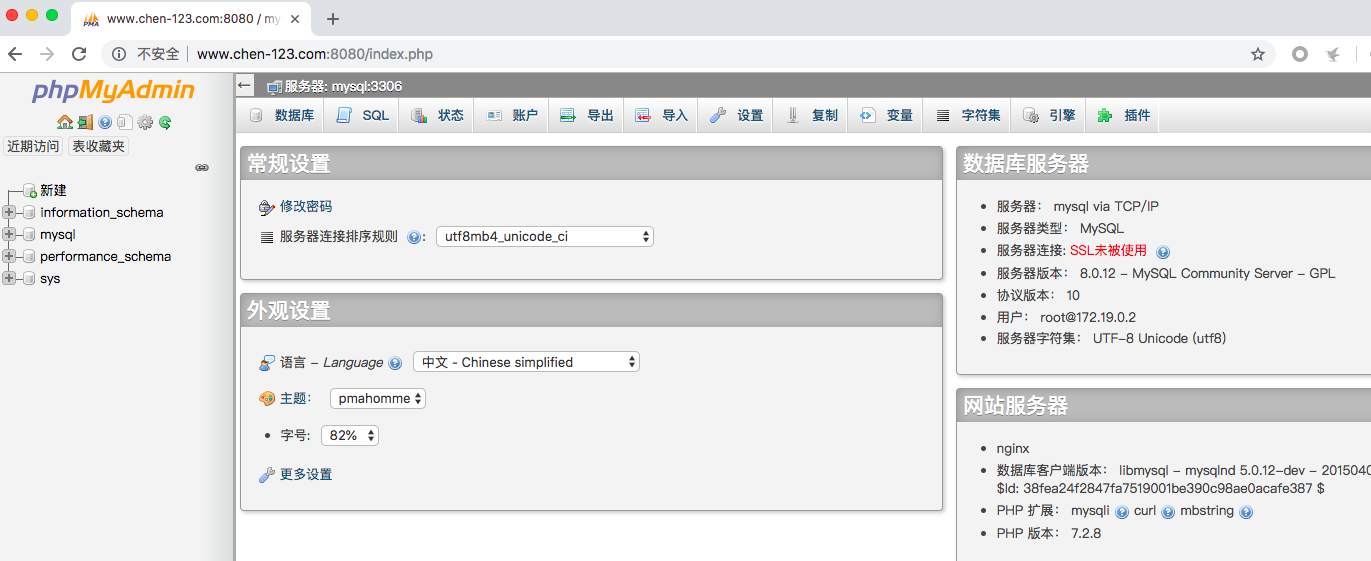 www.chen-123.com:8080 / my
不安全 www.chen-123.com:8080/index.php
phpMyAdmin
近期访问 表收藏夹
新建
information_schema
mysql
performance_schema
sys
服务器: mysql:3306
数据库 SQL 状态 账户 导出 导入 设置 复制 变量 字符集 引擎 插件
常规设置
修改密码
服务器连接排序规则 : utf8mb4_unicode_ci
外观设置
语言 - Language 中文 - Chinese simplified
主题: pmahomme
字号: 82%
更多设置
数据库服务器
服务器: mysql via TCP/IP
服务器类型: MySQL
服务器连接: SSL未被使用
服务器版本: 8.0.12 - MySQL Community Server - GPL
协议版本: 10
用户: root@172.19.0.2
服务器字符集: UTF-8 Unicode (utf8)
网站服务器
nginx
数据库客户端版本: libmysql - mysqlnd 5.0.12-dev - 2015040
$Id: 38fea24f2847fa7519001be390c98ae0acafe387 $
PHP 扩展: mysqli curl mbstring
PHP 版本: 7.2.8